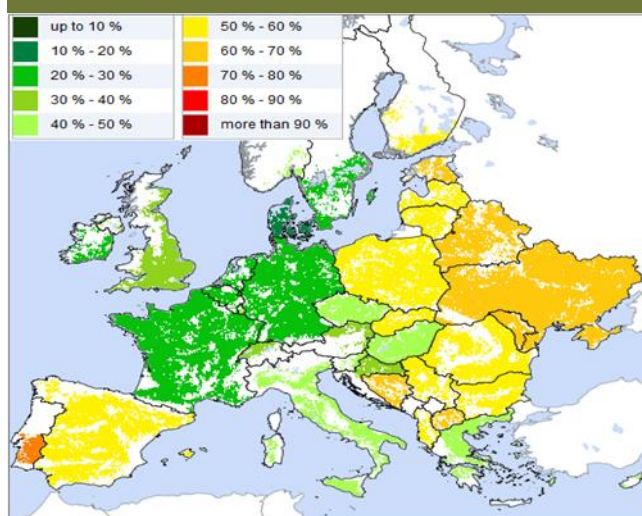 up to 10 %
10 % - 20 %
20 % - 30 %
30 % - 40 %
40 % - 50 %
50 % - 60 %
60 % - 70 %
70 % - 80 %
80 % - 90 %
more than 90 %